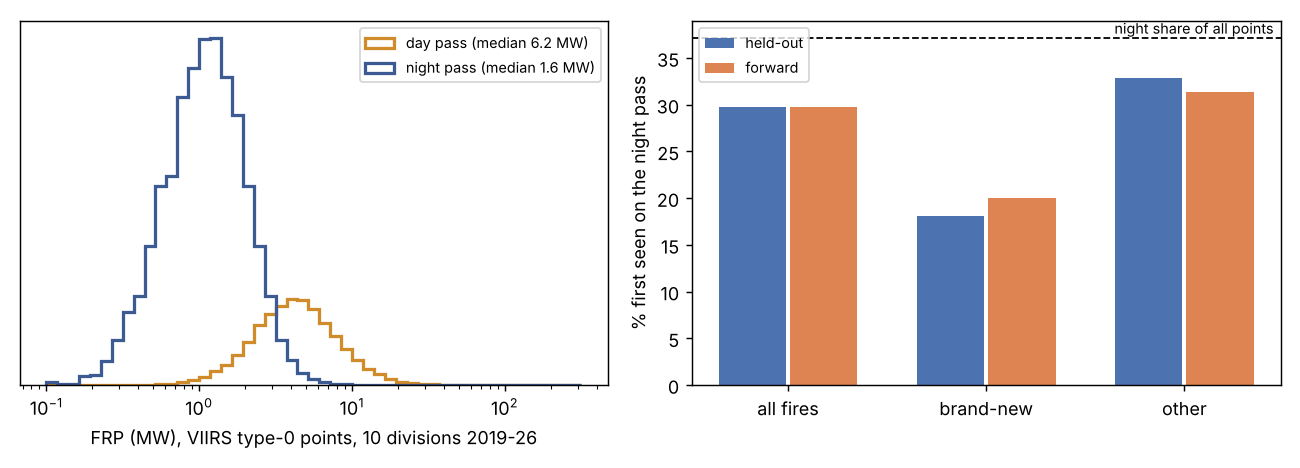 day pass (median 6.2 MW)
night pass (median 1.6 MW)
10⁻¹ 10⁰ 10¹ 10²
FRP (MW), VIIRS type-0 points, 10 divisions 2019-26
night share of all points
held-out
forward
% first seen on the night pass
35
30
25
20
15
10
5
0
all fires brand-new other